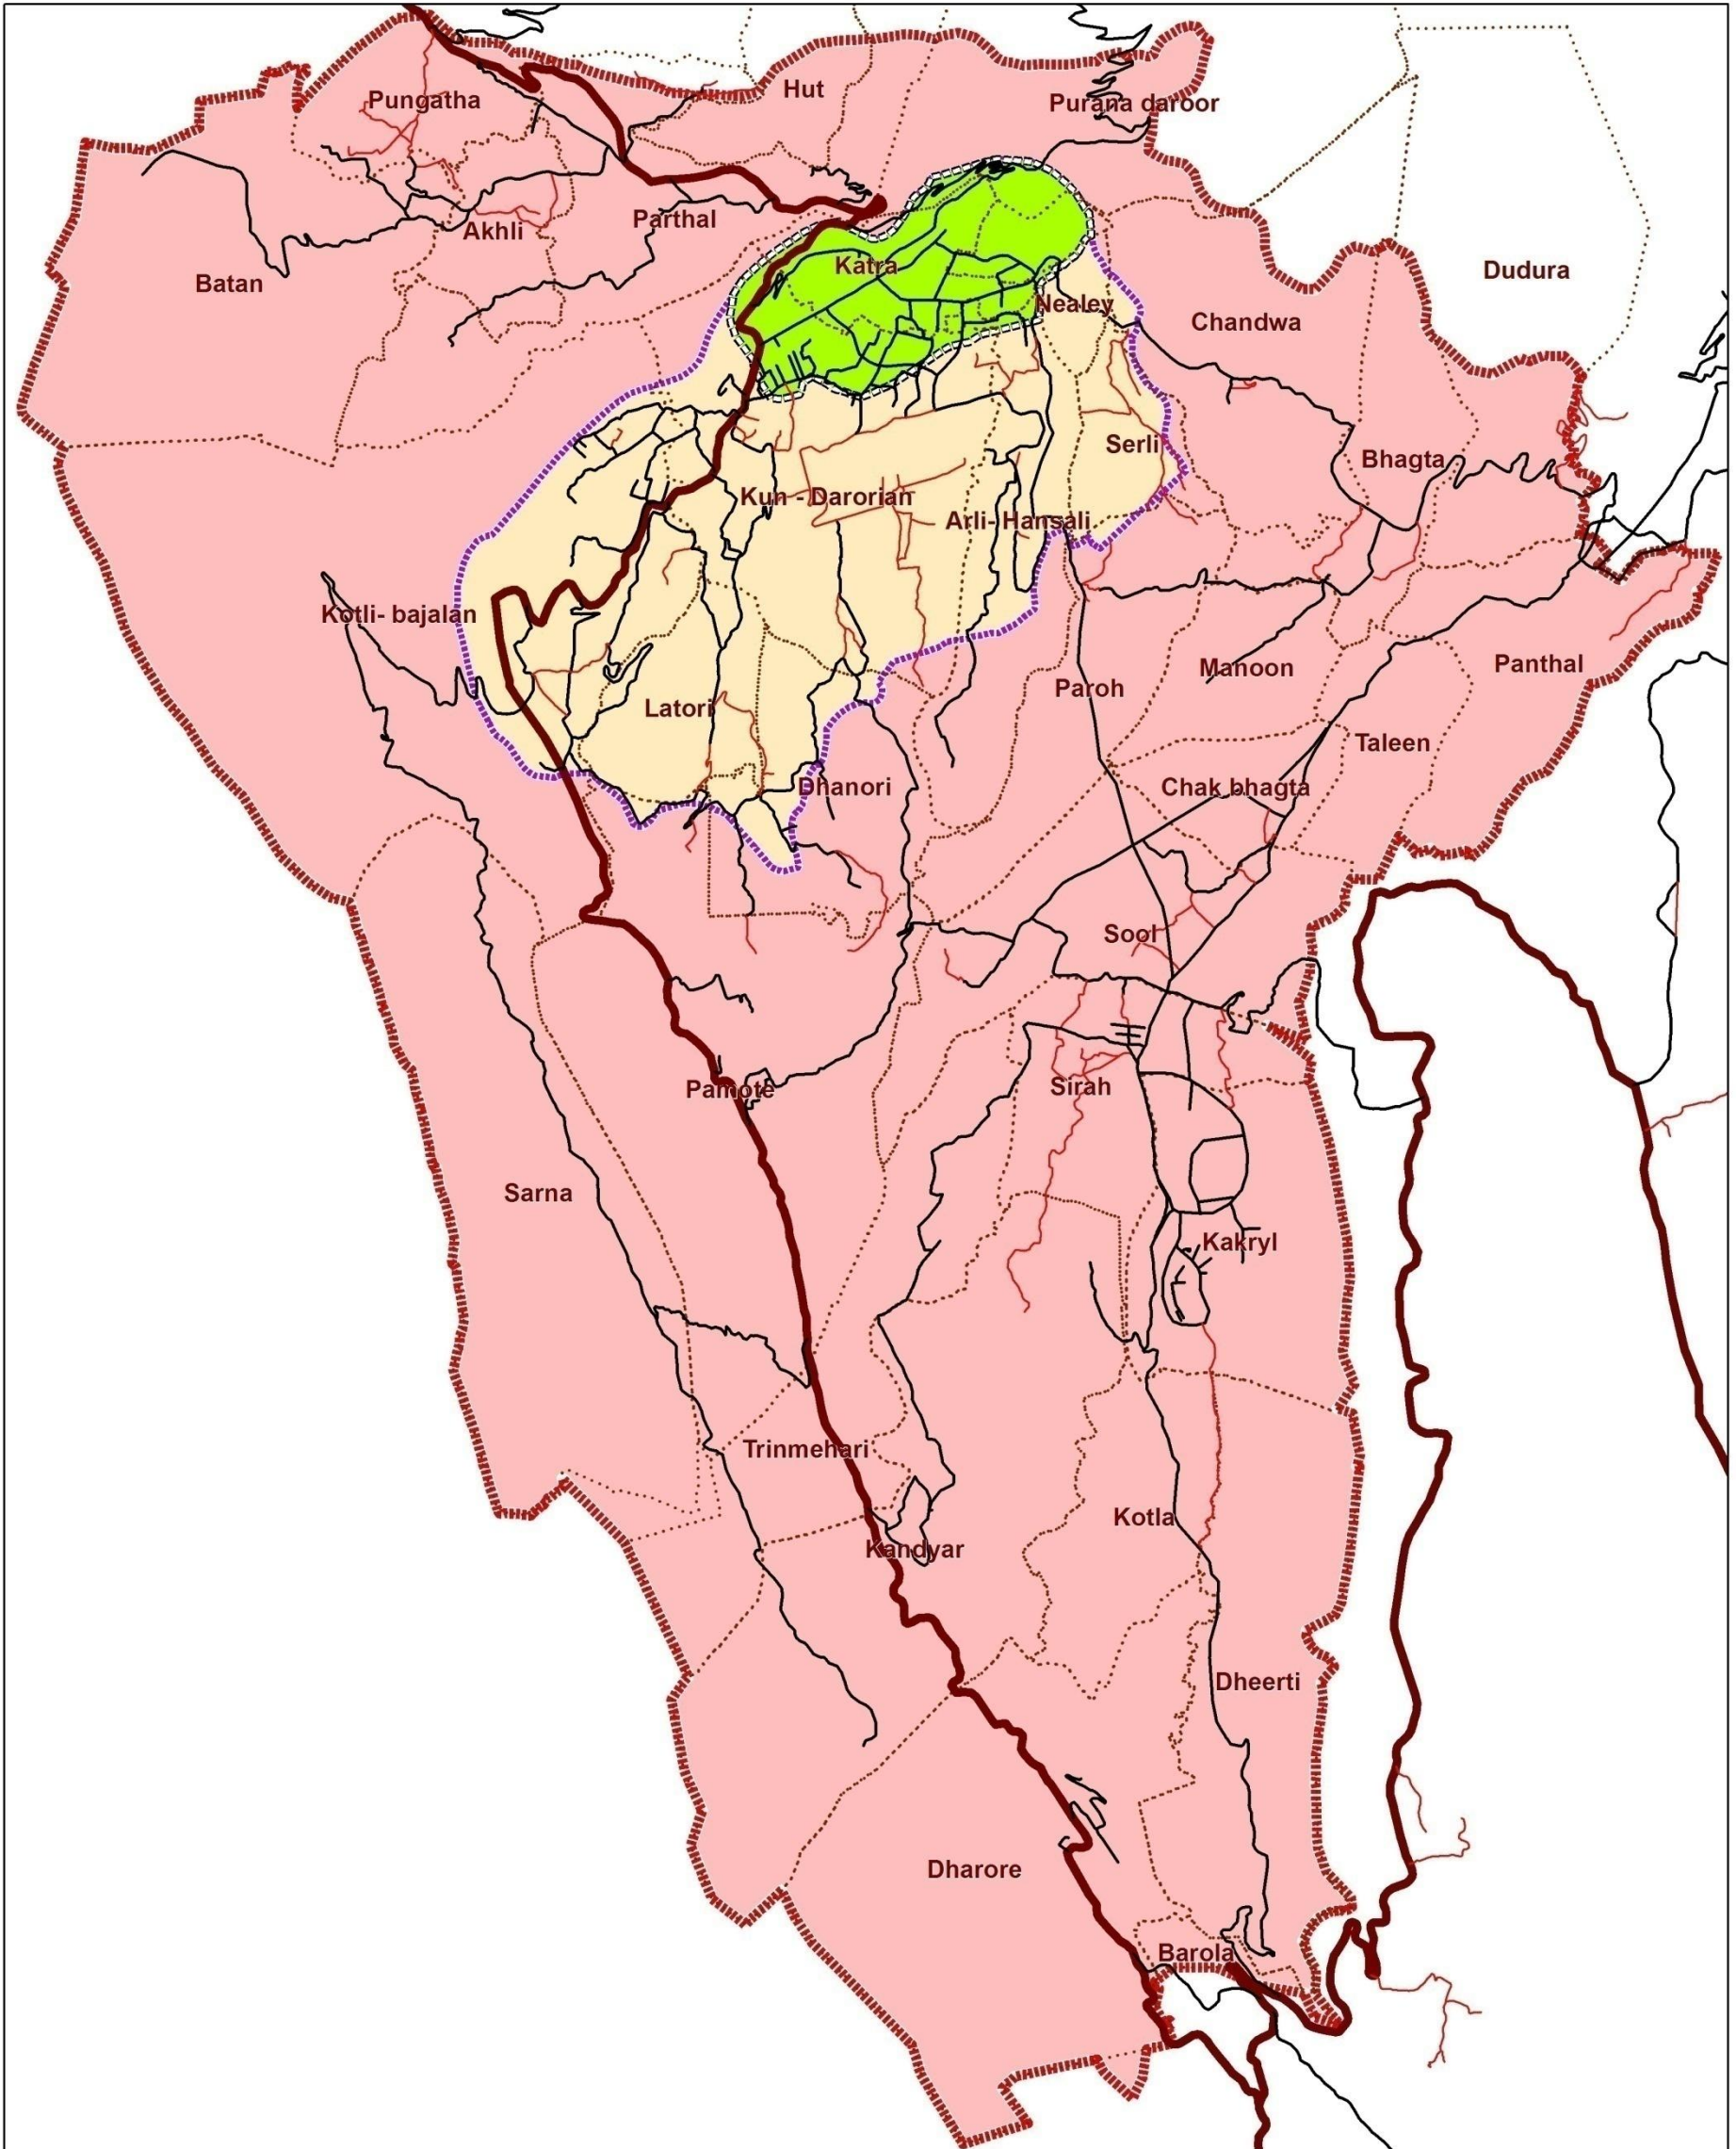 Hut
Pungatha
Purana daroor
Parthal
Akhli
Katra
Dudura
Batan
Nealey
Chandwa
Serli
Bhagta
Kun - Darorian
Arli- Hansali
Kotli- bajalan
Panthal
Manoon
Paroh
Latori
Taleen
Dhanori
Chak bhagta
Sool
Sirah
Pamote
Sarna
Kakryl
Trinmehari
Kotla
Kandyar
Dheerti
Dharore
Barola